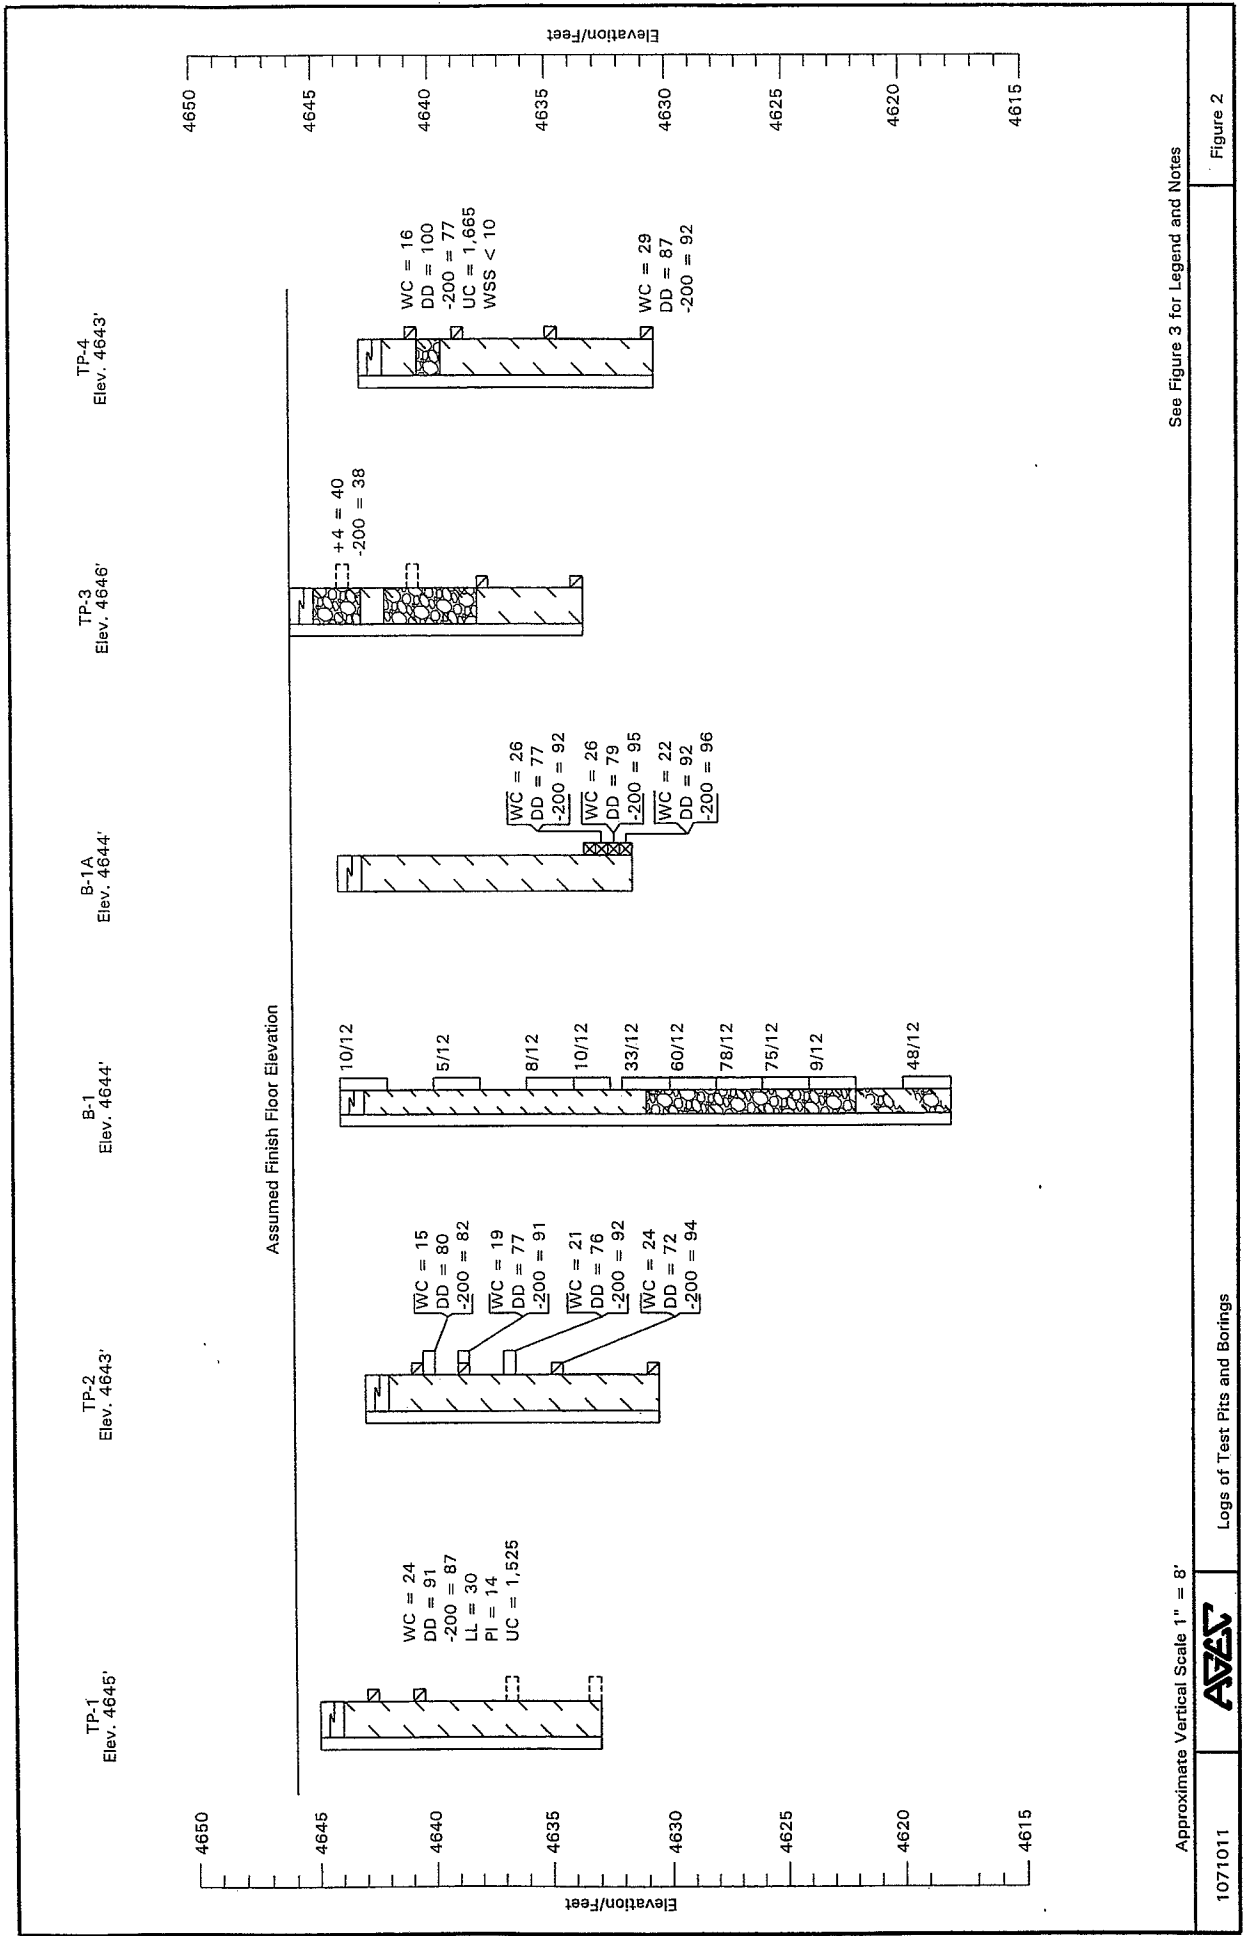 TP-1
Elev. 4645'
TP-2
Elev. 4643'
B-1
Elev. 4644'
B-1A
Elev. 4644'
TP-3
Elev. 4646'
TP-4
Elev. 4643'
Elevation/Feet
4650
4645
4640
4635
4630
4625
4620
4615
Assumed Finish Floor Elevation
WC = 24
DD = 91
-200 = 87
LL = 30
PI = 14
UC = 1,525
WC = 15
DD = 80
-200 = 82
WC = 19
DD = 77
-200 = 91
WC = 21
DD = 76
-200 = 92
WC = 24
DD = 72
-200 = 94
10/12
5/12
8/12
10/12
33/12
60/12
78/12
75/12
9/12
48/12
WC = 26
DD = 77
-200 = 92
WC = 26
DD = 79
-200 = 95
WC = 22
DD = 92
-200 = 96
+4 = 40
-200 = 38
WC = 16
DD = 100
-200 = 77
UC = 1,665
WSS < 10
WC = 29
DD = 87
-200 = 92
Elevation/Feet
4650
4645
4640
4635
4630
4625
4620
4615
Approximate Vertical Scale 1" = 8'
See Figure 3 for Legend and Notes
1071011
AGEC
Logs of Test Pits and Borings
Figure 2